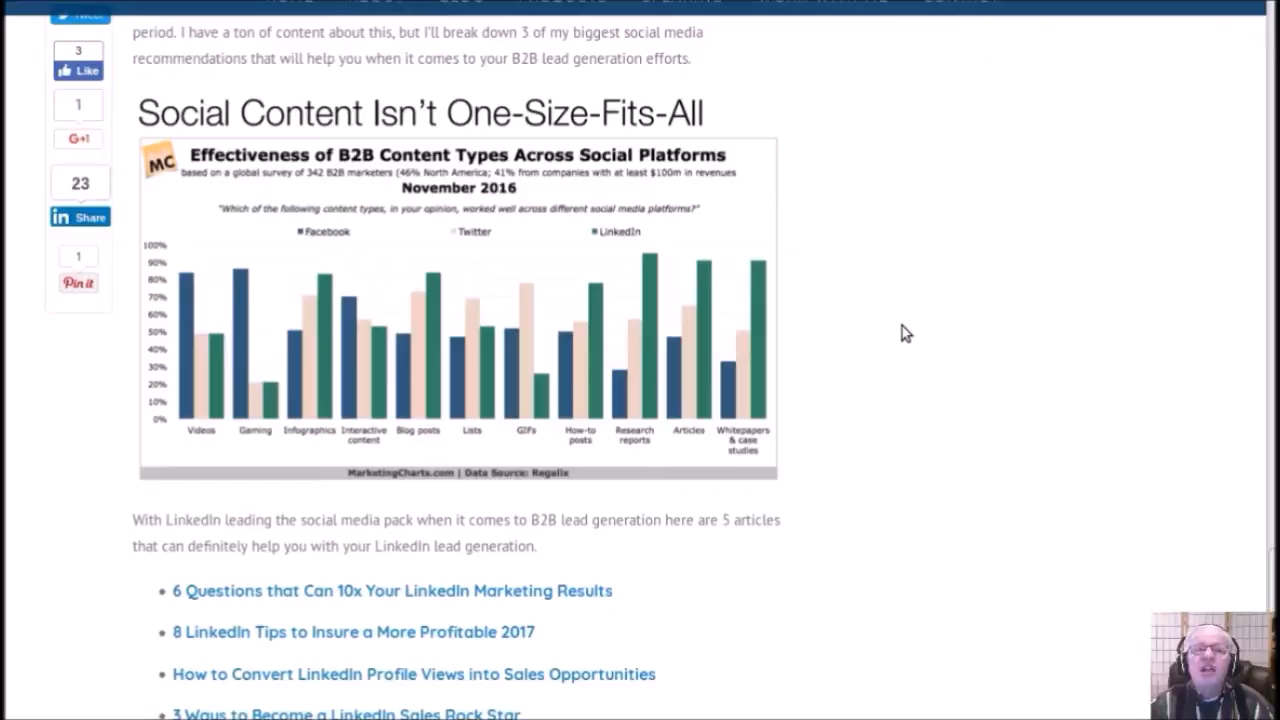 Tweet
3
Like
1
G+1
23
in Share
1
Pin it
period. I have a ton of content about this, but I'll break down 3 of my biggest social media
recommendations that will help you when it comes to your B2B lead generation efforts.
Social Content Isn't One-Size-Fits-All
MC
Effectiveness of B2B Content Types Across Social Platforms
based on a global survey of 342 B2B marketers (46% North America; 41% from companies with at least $100m in revenues
November 2016
"Which of the following content types, in your opinion, worked well across different social media platforms?"
Facebook Twitter LinkedIn
100%
90%
80%
70%
60%
50%
40%
30%
20%
10%
0%
Videos
Gaming
Infographics
Interactive
content
Blog posts
Lists
GIFs
How-to
posts
Research
reports
Articles
Whitepapers
& case
studies
MarketingCharts.com | Data Source: Regalix
With LinkedIn leading the social media pack when it comes to B2B lead generation here are 5 articles
that can definitely help you with your LinkedIn lead generation.
6 Questions that Can 10x Your LinkedIn Marketing Results
8 LinkedIn Tips to Insure a More Profitable 2017
How to Convert LinkedIn Profile Views into Sales Opportunities
3 Ways to Become a LinkedIn Sales Rock Star